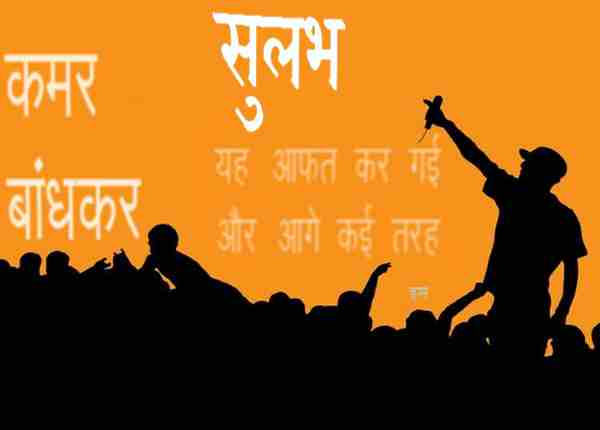 सुलभ
कमर
बांधकर
यह आफत कर गई
और आगे कई तरह